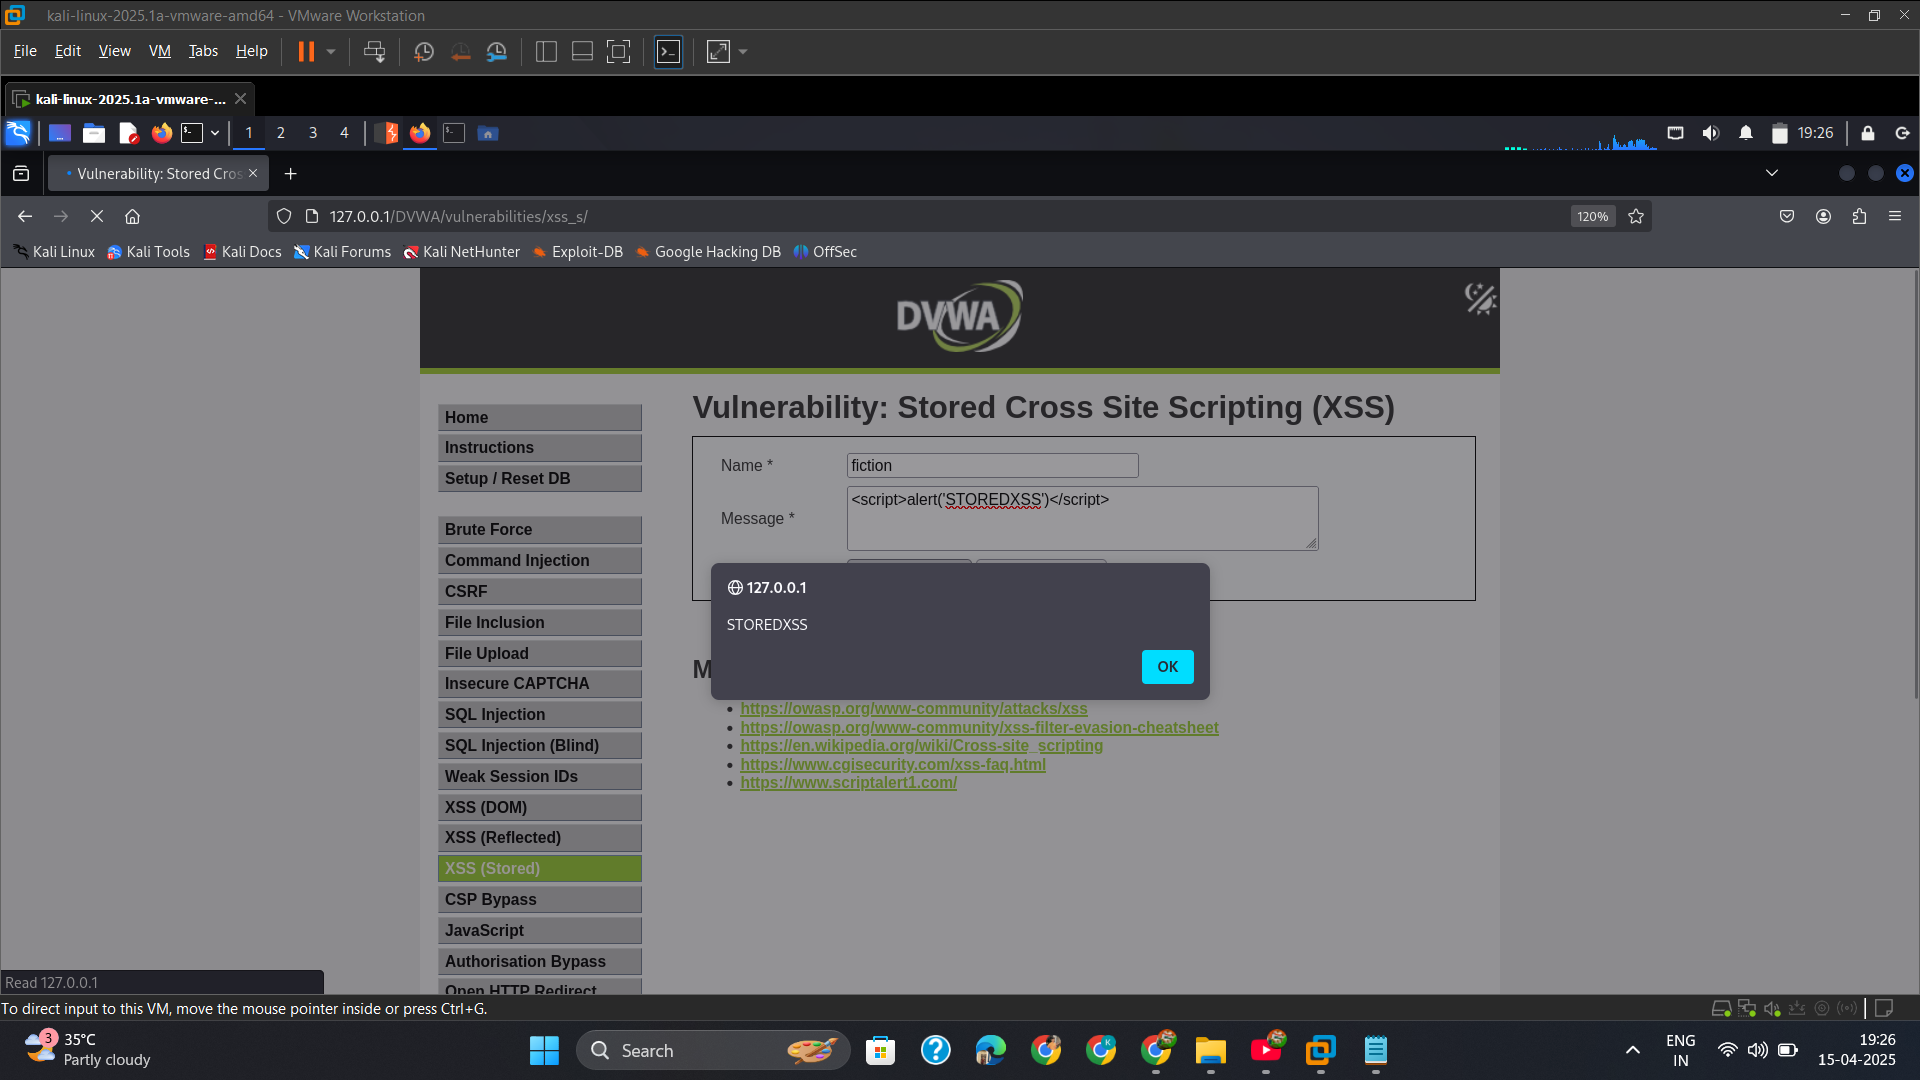 kali-linux-2025.1a-vmware-amd64 - VMware Workstation
File Edit View VM Tabs Help
kali-linux-2025.1a-vmware-...
1 2 3 4
19:26
Vulnerability: Stored Cros
127.0.0.1/DVWA/vulnerabilities/xss_s/
120%
Kali Linux Kali Tools Kali Docs Kali Forums Kali NetHunter Exploit-DB Google Hacking DB OffSec
DVWA
Vulnerability: Stored Cross Site Scripting (XSS)
Home
Instructions
Setup / Reset DB
Brute Force
Command Injection
CSRF
File Inclusion
File Upload
Insecure CAPTCHA
SQL Injection
SQL Injection (Blind)
Weak Session IDs
XSS (DOM)
XSS (Reflected)
XSS (Stored)
CSP Bypass
JavaScript
Authorisation Bypass
Open HTTP Redirect
Name * fiction
Message * <script>alert('STOREDXSS')</script>
127.0.0.1
STOREDXSS
OK
M
https://owasp.org/www-community/attacks/xss
https://owasp.org/www-community/xss-filter-evasion-cheatsheet
https://en.wikipedia.org/wiki/Cross-site_scripting
https://www.cgisecurity.com/xss-faq.html
https://www.scriptalert1.com/
Read 127.0.0.1
To direct input to this VM, move the mouse pointer inside or press Ctrl+G.
3
35°C
Partly cloudy
Search
ENG
IN
19:26
15-04-2025